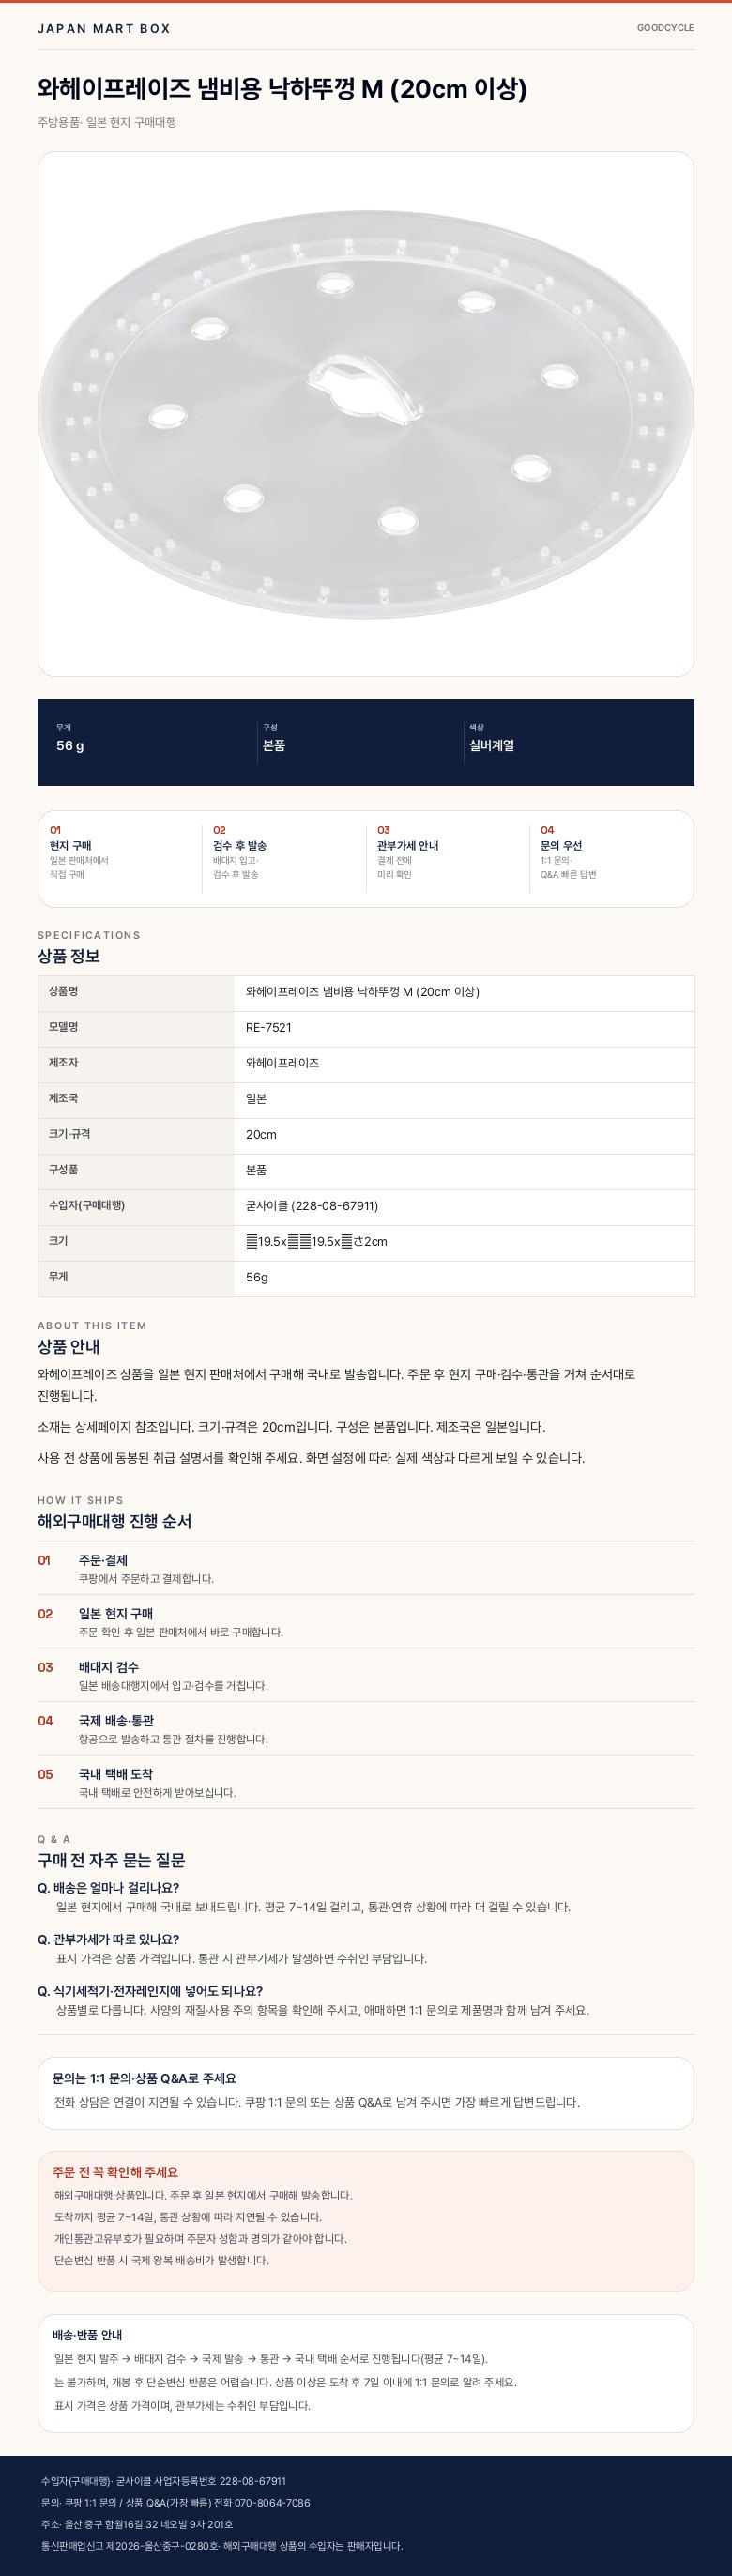 JAPAN MART BOX
GOODCYCLE
와헤이프레이즈 냄비용 낙하뚜껑 M (20cm 이상)
주방용품· 일본 현지 구매대행
무게
56 g
구성
본품
색상
실버계열
01
현지 구매
일본 판매처에서
직접 구매
02
검수 후 발송
배대지 입고·
검수 후 발송
03
관부가세 안내
결제 전에
미리 확인
04
문의 우선
1:1 문의·
Q&A 빠른 답변
SPECIFICATIONS
상품 정보
상품명 와헤이프레이즈 냄비용 낙하뚜껑 M (20cm 이상)
모델명 RE-7521
제조자 와헤이프레이즈
제조국 일본
크기·규격 20cm
구성품 본품
수입자(구매대행) 굳사이클 (228-08-67911)
크기 19.5x 19.5x さ2cm
무게 56g
ABOUT THIS ITEM
상품 안내
와헤이프레이즈 상품을 일본 현지 판매처에서 구매해 국내로 발송합니다. 주문 후 현지 구매·검수·통관을 거쳐 순서대로
진행됩니다.
소재는 상세페이지 참조입니다. 크기·규격은 20cm입니다. 구성은 본품입니다. 제조국은 일본입니다.
사용 전 상품에 동봉된 취급 설명서를 확인해 주세요. 화면 설정에 따라 실제 색상과 다르게 보일 수 있습니다.
HOW IT SHIPS
해외구매대행 진행 순서
01 주문·결제
쿠팡에서 주문하고 결제합니다.
02 일본 현지 구매
주문 확인 후 일본 판매처에서 바로 구매합니다.
03 배대지 검수
일본 배송대행지에서 입고·검수를 거칩니다.
04 국제 배송·통관
항공으로 발송하고 통관 절차를 진행합니다.
05 국내 택배 도착
국내 택배로 안전하게 받아보십니다.
Q & A
구매 전 자주 묻는 질문
Q. 배송은 얼마나 걸리나요?
일본 현지에서 구매해 국내로 보내드립니다. 평균 7~14일 걸리고, 통관·연휴 상황에 따라 더 걸릴 수 있습니다.
Q. 관부가세가 따로 있나요?
표시 가격은 상품 가격입니다. 통관 시 관부가세가 발생하면 수취인 부담입니다.
Q. 식기세척기·전자레인지에 넣어도 되나요?
상품별로 다릅니다. 사양의 재질·사용 주의 항목을 확인해 주시고, 애매하면 1:1 문의로 제품명과 함께 남겨 주세요.
문의는 1:1 문의·상품 Q&A로 주세요
전화 상담은 연결이 지연될 수 있습니다. 쿠팡 1:1 문의 또는 상품 Q&A로 남겨 주시면 가장 빠르게 답변드립니다.
주문 전 꼭 확인해 주세요
해외구매대행 상품입니다. 주문 후 일본 현지에서 구매해 발송합니다.
도착까지 평균 7~14일, 통관 상황에 따라 지연될 수 있습니다.
개인통관고유부호가 필요하며 주문자 성함과 명의가 같아야 합니다.
단순변심 반품 시 국제 왕복 배송비가 발생합니다.
배송·반품 안내
일본 현지 발주 → 배대지 검수 → 국제 발송 → 통관 → 국내 택배 순서로 진행됩니다(평균 7~14일).
는 불가하며, 개봉 후 단순변심 반품은 어렵습니다. 상품 이상은 도착 후 7일 이내에 1:1 문의로 알려 주세요.
표시 가격은 상품 가격이며, 관부가세는 수취인 부담입니다.
수입자(구매대행)· 굳사이클 사업자등록번호 228-08-67911
문의· 쿠팡 1:1 문의 / 상품 Q&A(가장 빠름) 전화 070-8064-7086
주소· 울산 중구 함월16길 32 네오빌 9차 201호
통신판매업신고 제2026-울산중구-0280호· 해외구매대행 상품의 수입자는 판매자입니다.